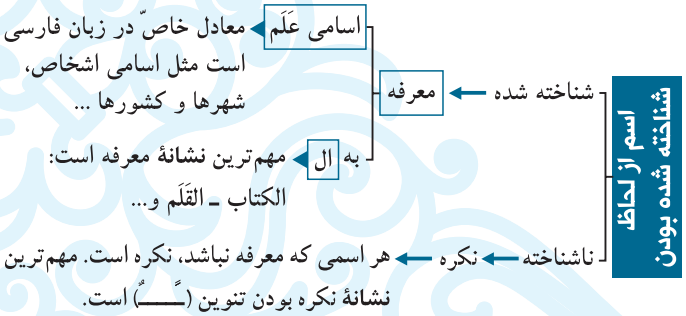 اسم از لحاظ
شناخته شده بودن
شناخته شده
معرفه
اسامی عَلَم
معادل خاصّ در زبان فارسی
است مثل اسامی اشخاص،
شهرها و کشورها ...
به ال
مهم‌ترین نشانهٔ معرفه است:
الکتاب ــ القَلَم و...
ناشناخته
نکره
هر اسمی که معرفه نباشد، نکره است. مهم‌ترین
نشانهٔ نکره بودن تنوین (ـًـــٍـــٌ) است.